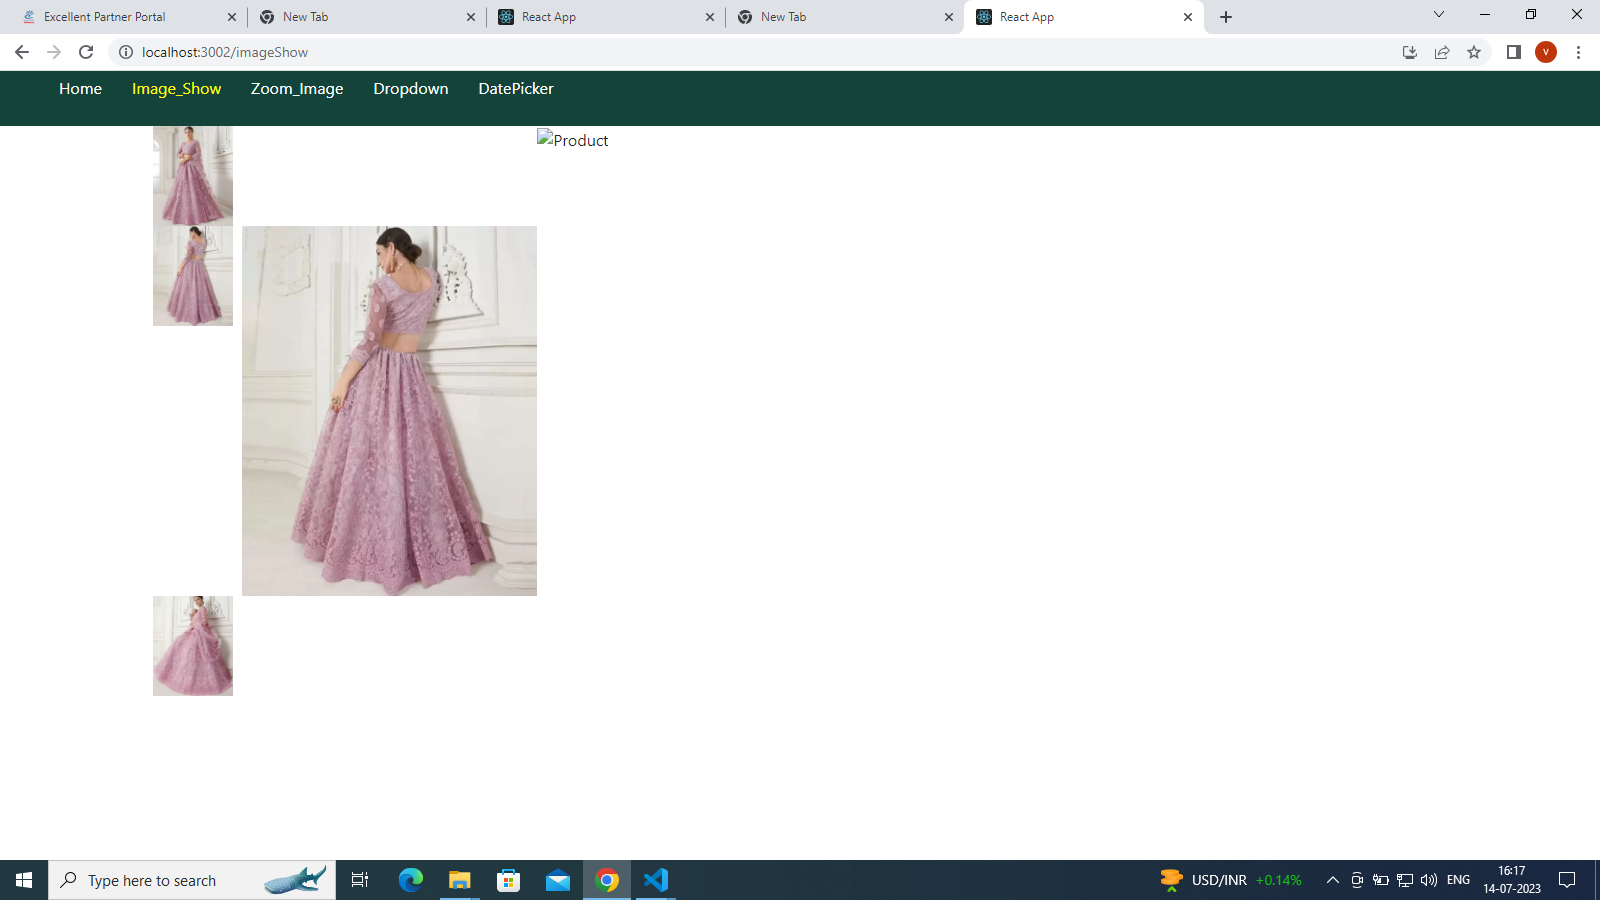 Excellent Partner Portal
New Tab
React App
New Tab
React App
localhost:3002/imageShow
V
Home Image_Show Zoom_Image Dropdown DatePicker
Product
Type here to search
USD/INR +0.14%
ENG
16:17
14-07-2023